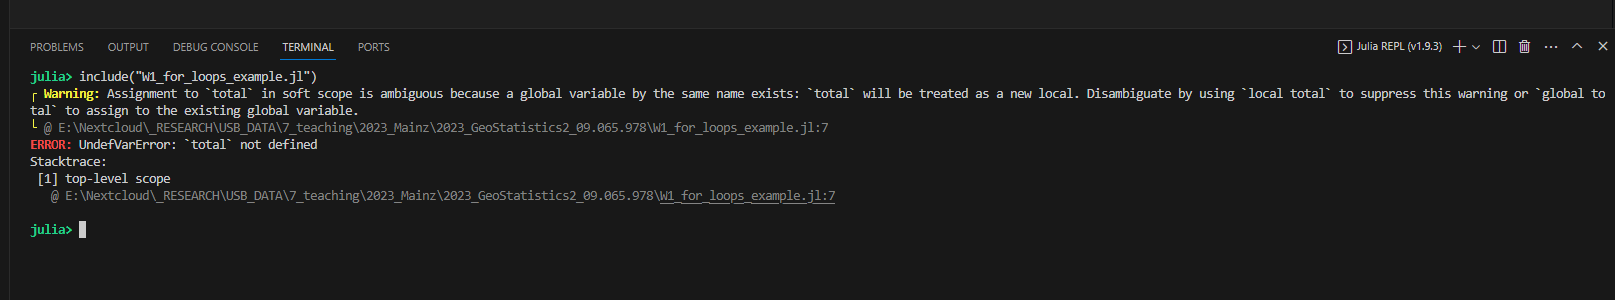 PROBLEMS OUTPUT DEBUG CONSOLE TERMINAL PORTS Julia REPL (v1.9.3)
julia> include("W1_for_loops_example.jl")
┌ Warning: Assignment to `total` in soft scope is ambiguous because a global variable by the same name exists: `total` will be treated as a new local. Disambiguate by using `local total` to suppress this warning or `global to
tal` to assign to the existing global variable.
└ @ E:\Nextcloud\_RESEARCH\USB_DATA\7_teaching\2023_Mainz\2023_GeoStatistics2_09.065.978\W1_for_loops_example.jl:7
ERROR: UndefVarError: `total` not defined
Stacktrace:
[1] top-level scope
@ E:\Nextcloud\_RESEARCH\USB_DATA\7_teaching\2023_Mainz\2023_GeoStatistics2_09.065.978\W1_for_loops_example.jl:7
julia>